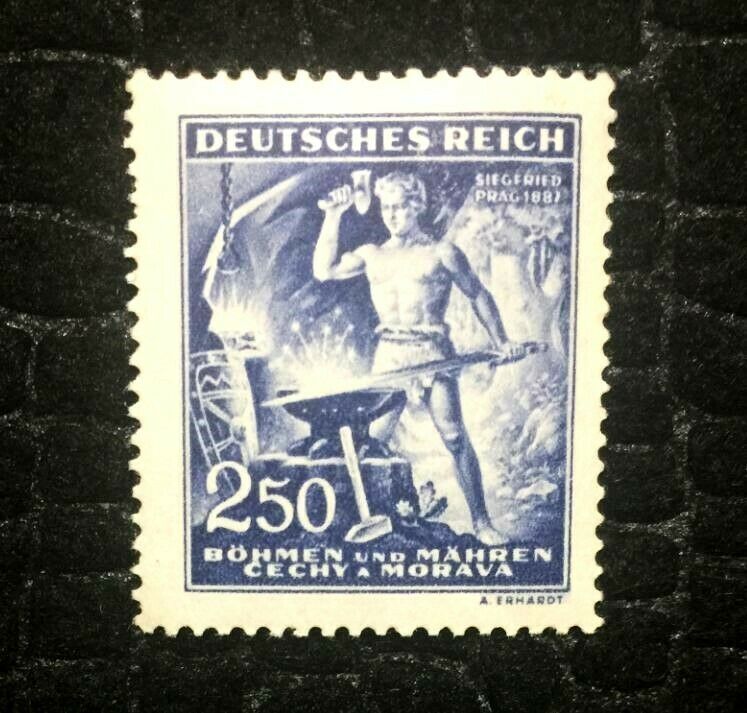 DEUTSCHES REICH
SIEGFRIED
PRAG 1887
250
BÖHMEN UND MÄHREN
ČECHY A MORAVA
A. ERHARDT